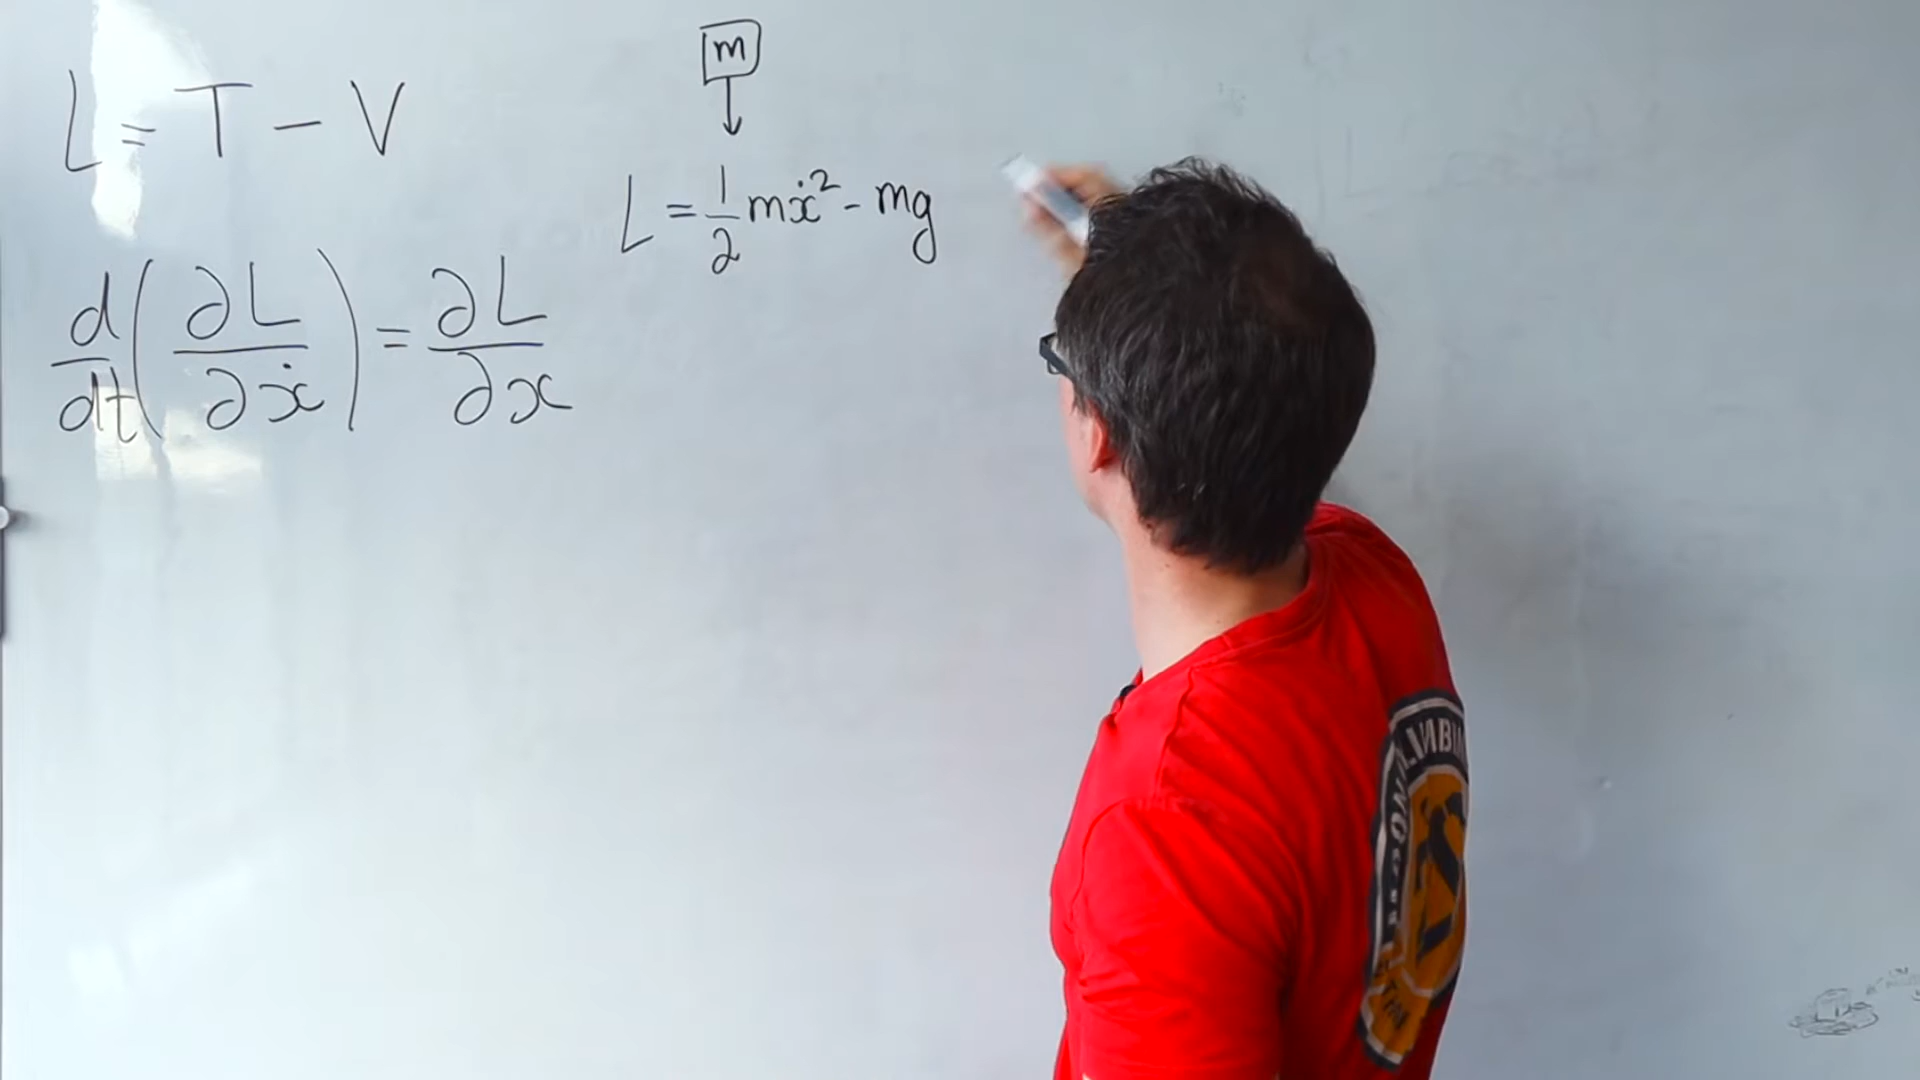 L = T - V
d/dt (∂L/∂ẋ) = ∂L/∂x
m
L = 1/2 mẋ² - mg